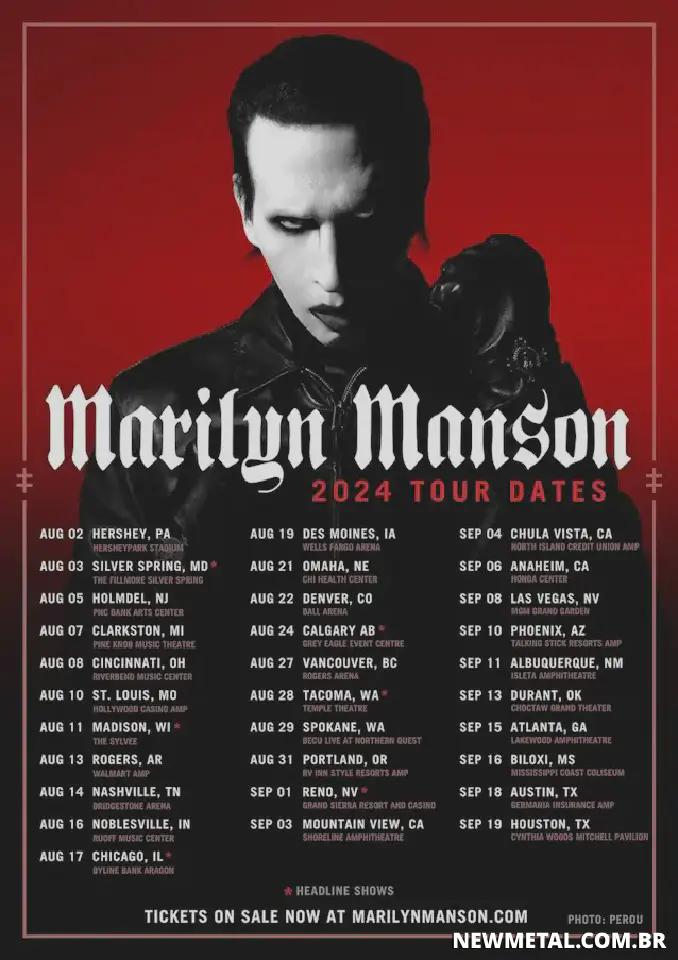 Marilyn Manson
2024 TOUR DATES
AUG 02 HERSHEY, PA
HERSHEYPARK STADIUM
AUG 03 SILVER SPRING, MD*
THE FILLMORE SILVER SPRING
AUG 05 HOLMDEL, NJ
PNC BANK ARTS CENTER
AUG 07 CLARKSTON, MI
PINE KNOB MUSIC THEATRE
AUG 08 CINCINNATI, OH
RIVERBEND MUSIC CENTER
AUG 10 ST. LOUIS, MO
HOLLYWOOD CASINO AMP
AUG 11 MADISON, WI *
THE SYLVEE
AUG 13 ROGERS, AR
WALMART AMP
AUG 14 NASHVILLE, TN
BRIDGESTONE ARENA
AUG 16 NOBLESVILLE, IN
RUOFF MUSIC CENTER
AUG 17 CHICAGO, IL*
BYLINE BANK ARAGON
AUG 19 DES MOINES, IA
WELLS FARGO ARENA
AUG 21 OMAHA, NE
CHI HEALTH CENTER
AUG 22 DENVER, CO
BALL ARENA
AUG 24 CALGARY AB *
GREY EAGLE EVENT CENTRE
AUG 27 VANCOUVER, BC
ROGERS ARENA
AUG 28 TACOMA, WA *
TEMPLE THEATRE
AUG 29 SPOKANE, WA
BECU LIVE AT NORTHERN QUEST
AUG 31 PORTLAND, OR
RV INN STYLE RESORTS AMP
SEP 01 RENO, NV *
GRAND SIERRA RESORT AND CASINO
SEP 03 MOUNTAIN VIEW, CA
SHORELINE AMPHITHEATRE
SEP 04 CHULA VISTA, CA
NORTH ISLAND CREDIT UNION AMP
SEP 06 ANAHEIM, CA
HONDA CENTER
SEP 08 LAS VEGAS, NV
MGM GRAND GARDEN
SEP 10 PHOENIX, AZ
TALKING STICK RESORTS AMP
SEP 11 ALBUQUERQUE, NM
ISLETA AMPHITHEATRE
SEP 13 DURANT, OK
CHOCTAW GRAND THEATER
SEP 15 ATLANTA, GA
LAKEWOOD AMPHITHEATRE
SEP 16 BILOXI, MS
MISSISSIPPI COAST COLISEUM
SEP 18 AUSTIN, TX
GERMANIA INSURANCE AMP
SEP 19 HOUSTON, TX
CYNTHIA WOODS MITCHELL PAVILION
* HEADLINE SHOWS
TICKETS ON SALE NOW AT MARILYNMANSON.COM
PHOTO: PEROU
NEWMETAL.COM.BR